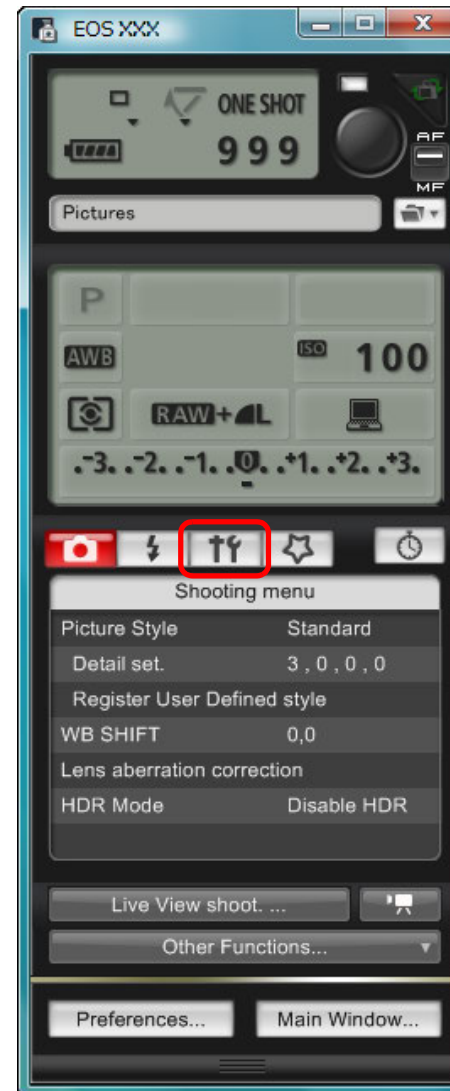 EOS XXX
ONE SHOT
999
AF
MF
Pictures
P
AWB
ISO 100
RAW+L
.-3. .-2. .-1. .0. .+1. .+2. .+3.
Shooting menu
Picture Style Standard
Detail set. 3 , 0 , 0 , 0
Register User Defined style
WB SHIFT 0,0
Lens aberration correction
HDR Mode Disable HDR
Live View shoot. ...
Other Functions...
Preferences... Main Window...